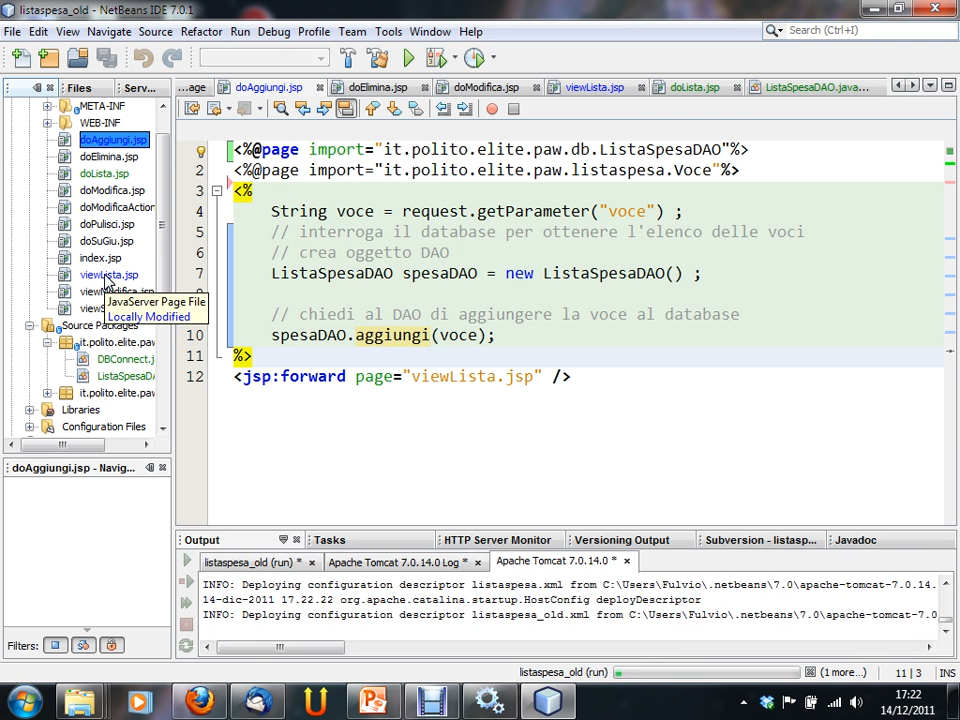 listaspesa_old - NetBeans IDE 7.0.1
File Edit View Navigate Source Refactor Run Debug Profile Team Tools Window Help
Search (Ctrl+I)
Files Serv...
...age doAggiungi.jsp doElimina.jsp doModifica.jsp viewLista.jsp doLista.jsp ListaSpesaDAO.java...
META-INF
WEB-INF
doAggiungi.jsp
doElimina.jsp
doLista.jsp
doModifica.jsp
doModificaAction
doPulisci.jsp
doSuGiu.jsp
index.jsp
viewLista.jsp
viewModifica.jsp
viewS
JavaServer Page File
Locally Modified
Source Packages
it.polito.elite.paw
DBConnect.j
ListaSpesaDA
it.polito.elite.paw
Libraries
Configuration Files
1 <%@page import="it.polito.elite.paw.db.ListaSpesaDAO"%>
2 <%@page import="it.polito.elite.paw.listaspesa.Voce"%>
3 <%
4 String voce = request.getParameter("voce") ;
5 // interroga il database per ottenere l'elenco delle voci
6 // crea oggetto DAO
7 ListaSpesaDAO spesaDAO = new ListaSpesaDAO() ;
8
9 // chiedi al DAO di aggiungere la voce al database
10 spesaDAO.aggiungi(voce);
11 %>
12 <jsp:forward page="viewLista.jsp" />
doAggiungi.jsp - Navig...
Filters:
Output Tasks HTTP Server Monitor Versioning Output Subversion - listasp... Javadoc
listaspesa_old (run) * Apache Tomcat 7.0.14.0 Log * Apache Tomcat 7.0.14.0 *
INFO: Deploying configuration descriptor listaspesa.xml from C:\Users\Fulvio\.netbeans\7.0\apache-tomcat-7.0.14.
14-dic-2011 17.22.22 org.apache.catalina.startup.HostConfig deployDescriptor
INFO: Deploying configuration descriptor listaspesa_old.xml from C:\Users\Fulvio\.netbeans\7.0\apache-tomcat-7.0
listaspesa_old (run) (1 more...) 11 | 3 INS
17:22
14/12/2011